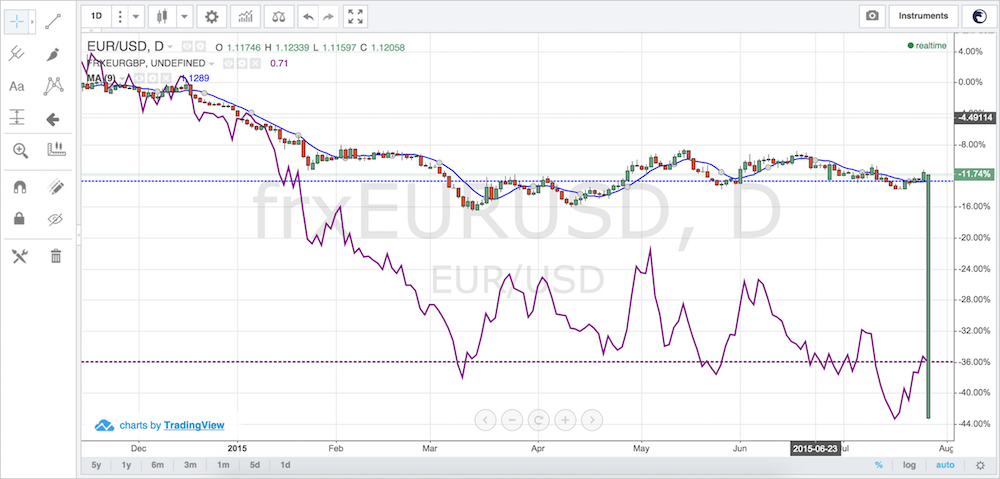 1D
Instruments
EUR/USD, D O 1.11746 H 1.12339 L 1.11597 C 1.12058
realtime
FRXEURGBP, UNDEFINED 0.71
MA (9) 1.1289
Aa
frxEURUSD, D
EUR/USD
4.00%
0.00%
-4.49114
-8.00%
-11.74%
-16.00%
-20.00%
-24.00%
-28.00%
-32.00%
-36.00%
-40.00%
-44.00%
charts by TradingView
Dec 2015 Feb Mar Apr May Jun 2015-06-23 Jul Aug
5y 1y 6m 3m 1m 5d 1d % log auto